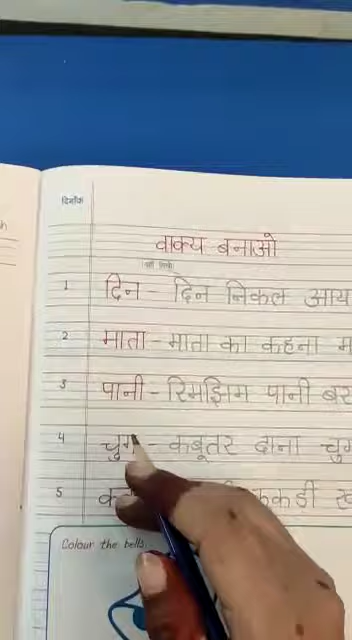 दिनाँक
वाक्य बनाओ
1 दिन - दिन निकल आय
2 माता - माता का कहना म
3 पानी - रिमझिम पानी बर
4 चुग - कबूतर दाना चुग
5 ककडी
Colour the bells.